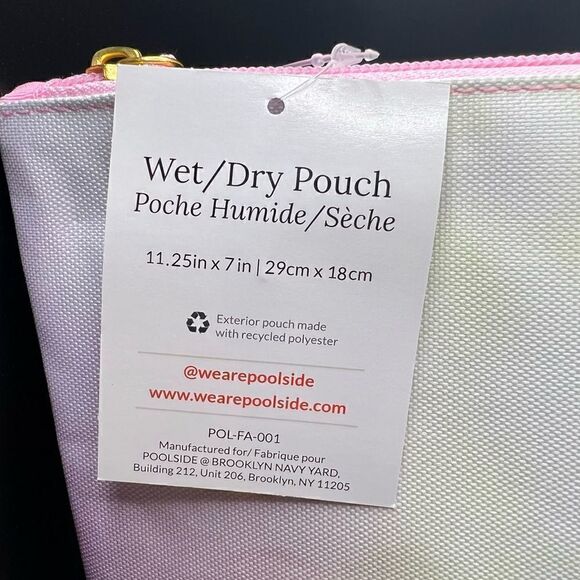 Wet/Dry Pouch
Poche Humide/Sèche
11.25in x 7in | 29cm x 18cm
Exterior pouch made
with recycled polyester
@wearepoolside
www.wearepoolside.com
POL-FA-001
Manufactured for/ Fabrique pour
POOLSIDE @ BROOKLYN NAVY YARD,
Building 212, Unit 206, Brooklyn, NY 11205